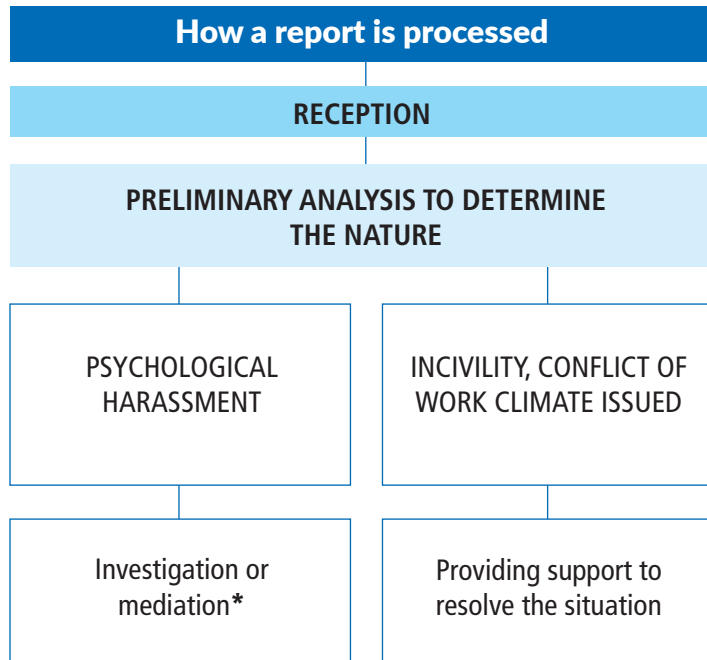 How a report is processed
RECEPTION
PRELIMINARY ANALYSIS TO DETERMINE
THE NATURE
PSYCHOLOGICAL
HARASSMENT
INCIVILITY, CONFLICT OF
WORK CLIMATE ISSUED
Investigation or
mediation*
Providing support to
resolve the situation